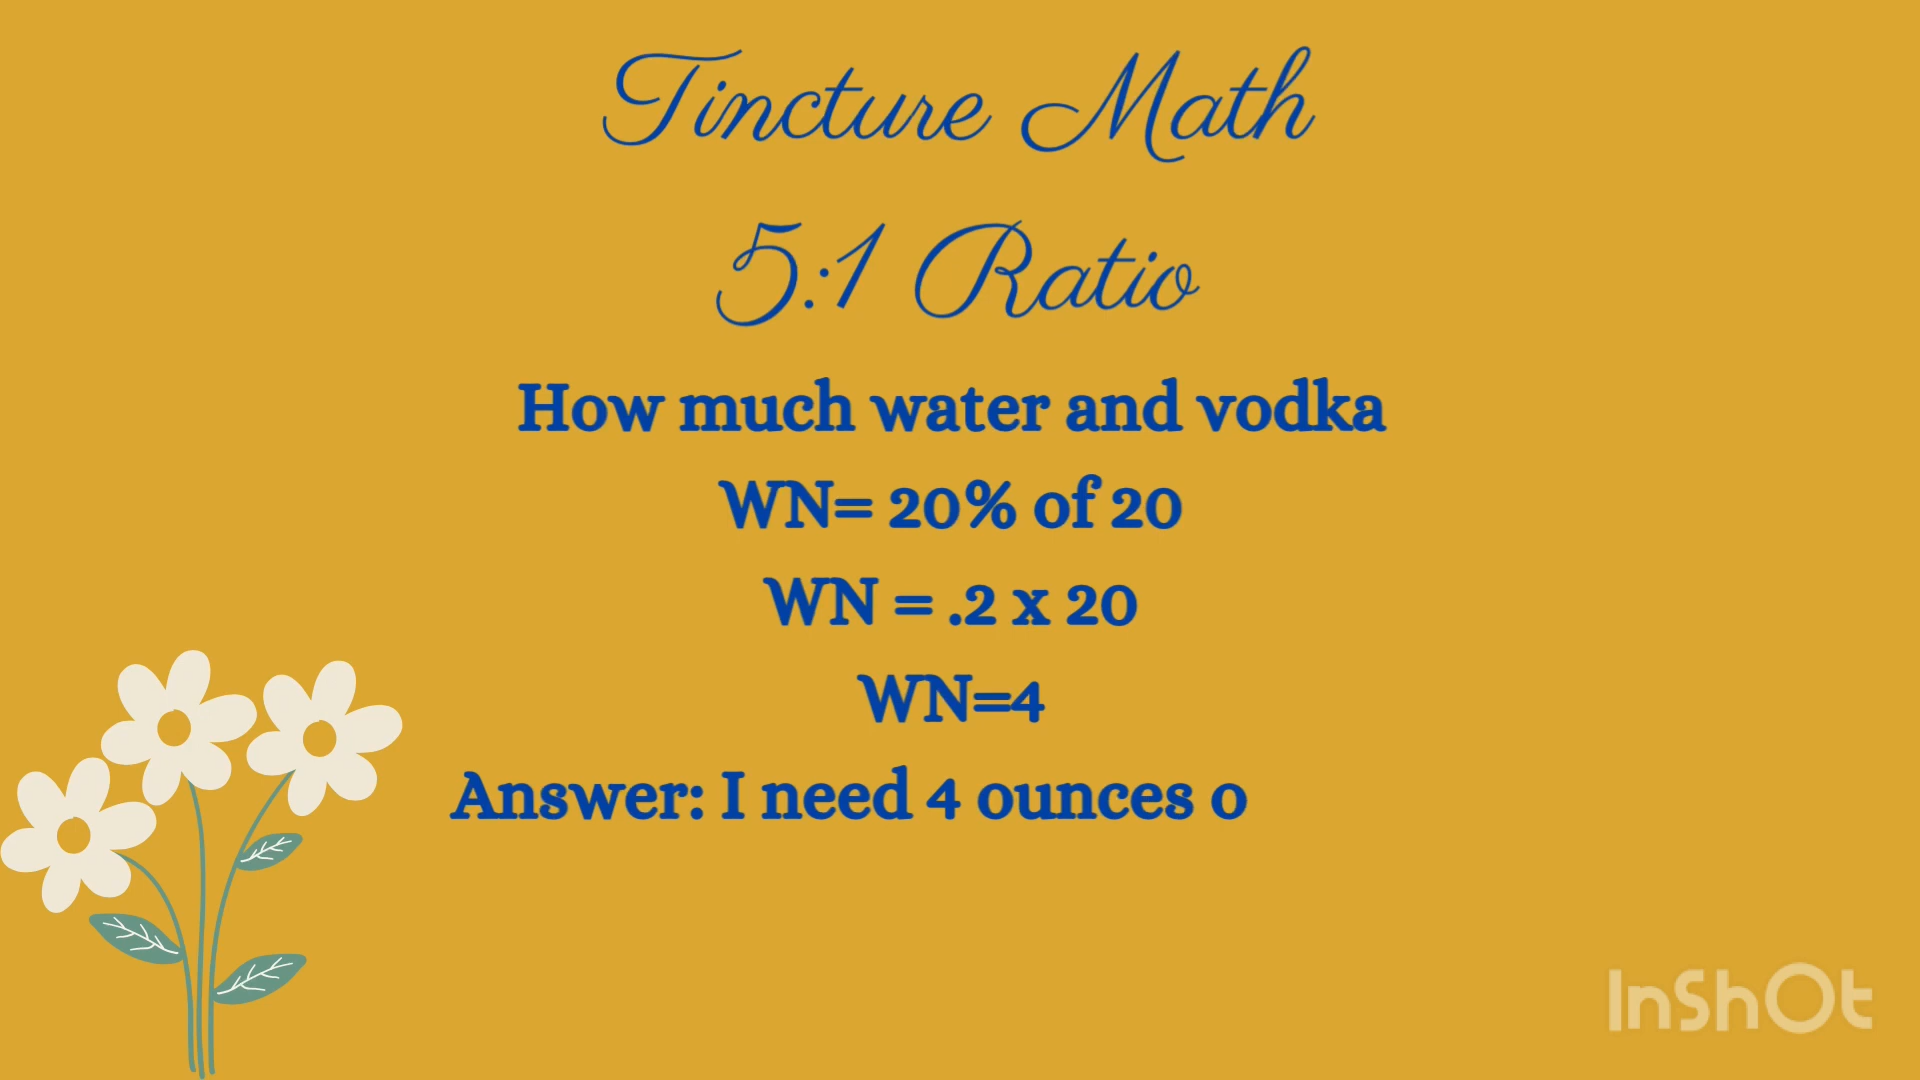 Tincture Math
5:1 Ratio
How much water and vodka
WN= 20% of 20
WN = .2 x 20
WN=4
Answer: I need 4 ounces o
InShOt